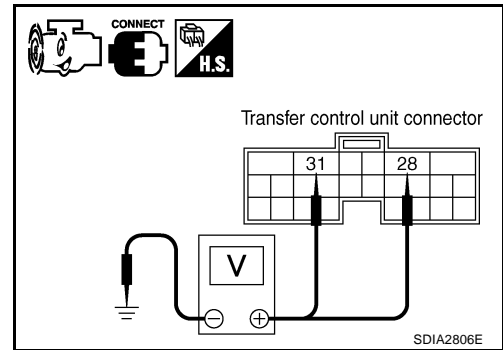 CONNECT
H.S.
Transfer control unit connector
31 28
V
− +
SDIA2806E